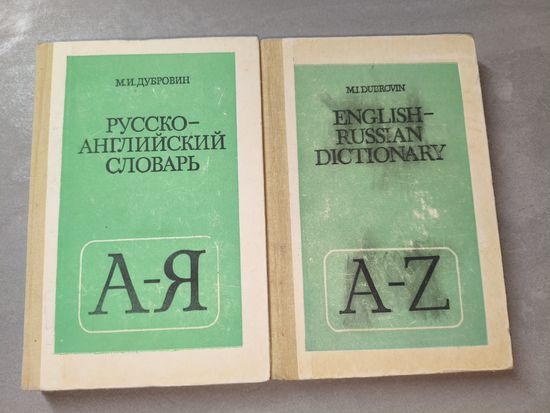 М.И.ДУБРОВИН
РУССКО–
АНГЛИЙСКИЙ
СЛОВАРЬ
А-Я
M.I.DUBROVIN
ENGLISH–
RUSSIAN
DICTIONARY
A-Z